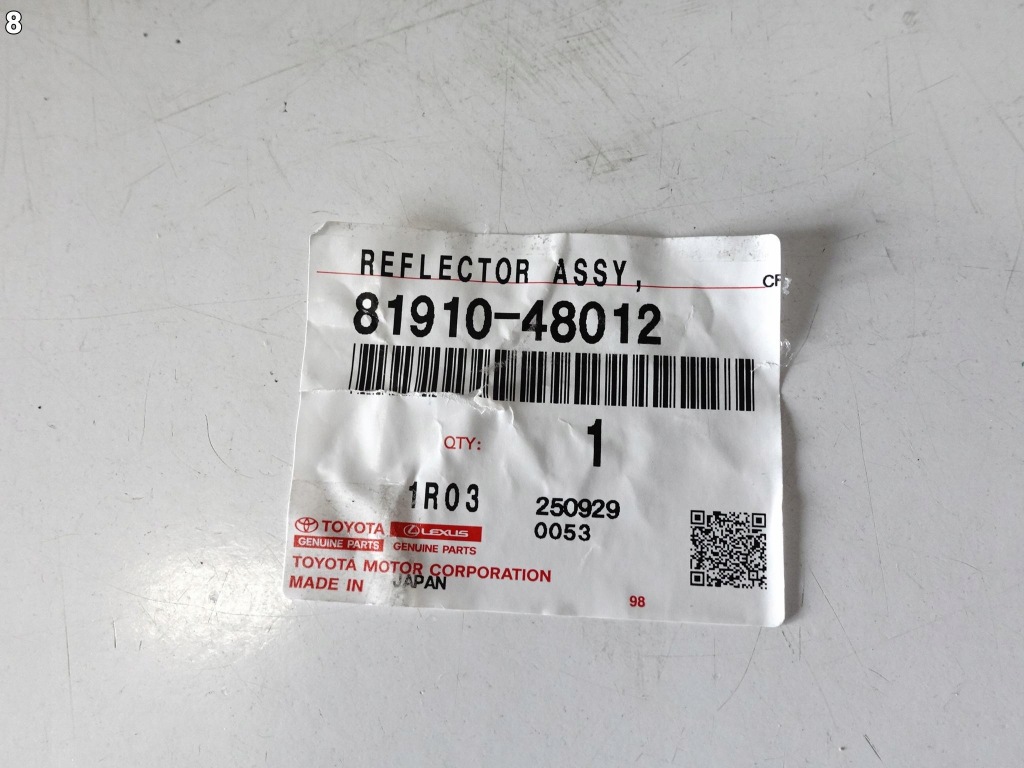 8
REFLECTOR ASSY,
CF
81910-48012
QTY: 1
1R03 250929
0053
TOYOTA LEXUS
GENUINE PARTS GENUINE PARTS
TOYOTA MOTOR CORPORATION
MADE IN JAPAN
98